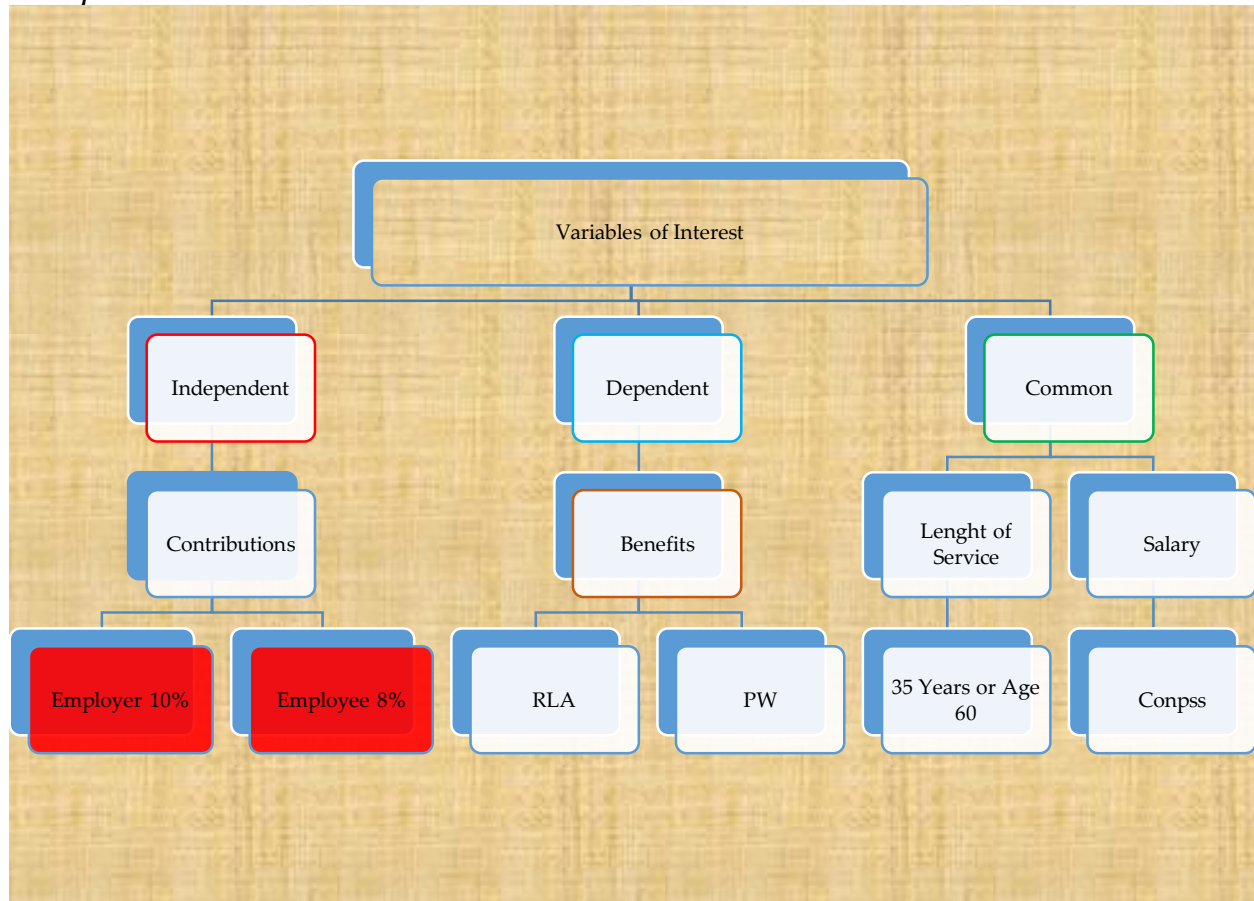 Variables of Interest
Independent
Dependent
Common
Contributions
Benefits
Lenght of
Service
Salary
Employer 10%
Employee 8%
RLA
PW
35 Years or Age
60
Conpss